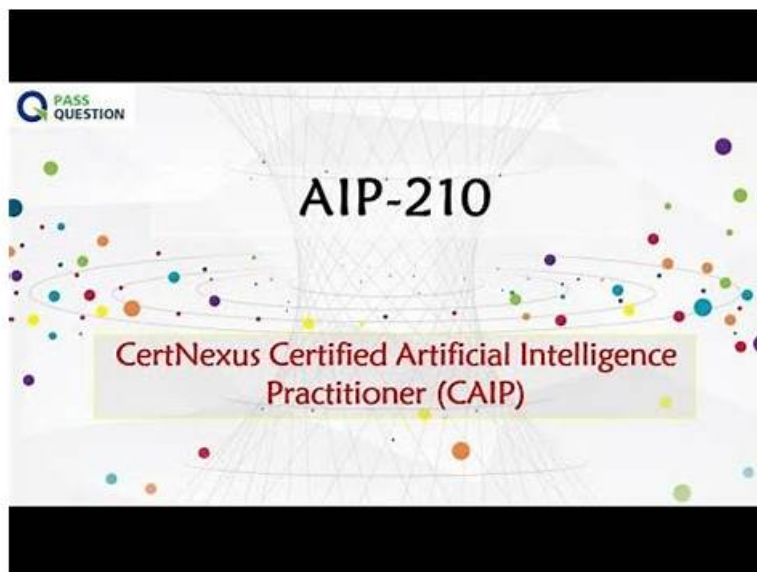 PASS
QUESTION
AIP-210
CertNexus Certified Artificial Intelligence
Practitioner (CAIP)